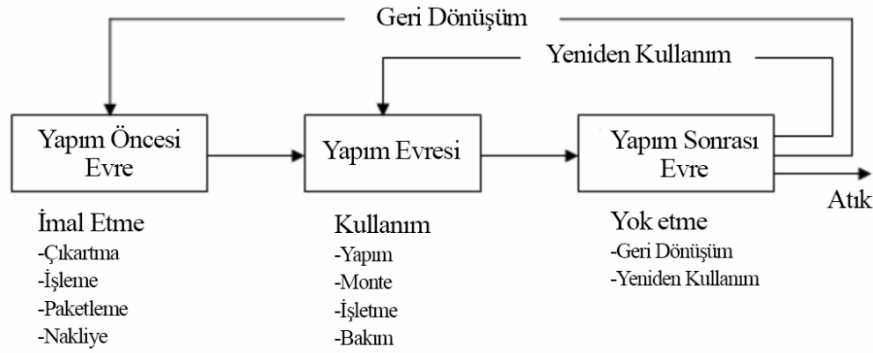 Geri Dönüşüm
Yeniden Kullanım
Yapım Öncesi
Evre
Yapım Evresi
Yapım Sonrası
Evre
Atık
İmal Etme
-Çıkartma
-İşleme
-Paketleme
-Nakliye
Kullanım
-Yapım
-Monte
-İşletme
-Bakım
Yok etme
-Geri Dönüşüm
-Yeniden Kullanım